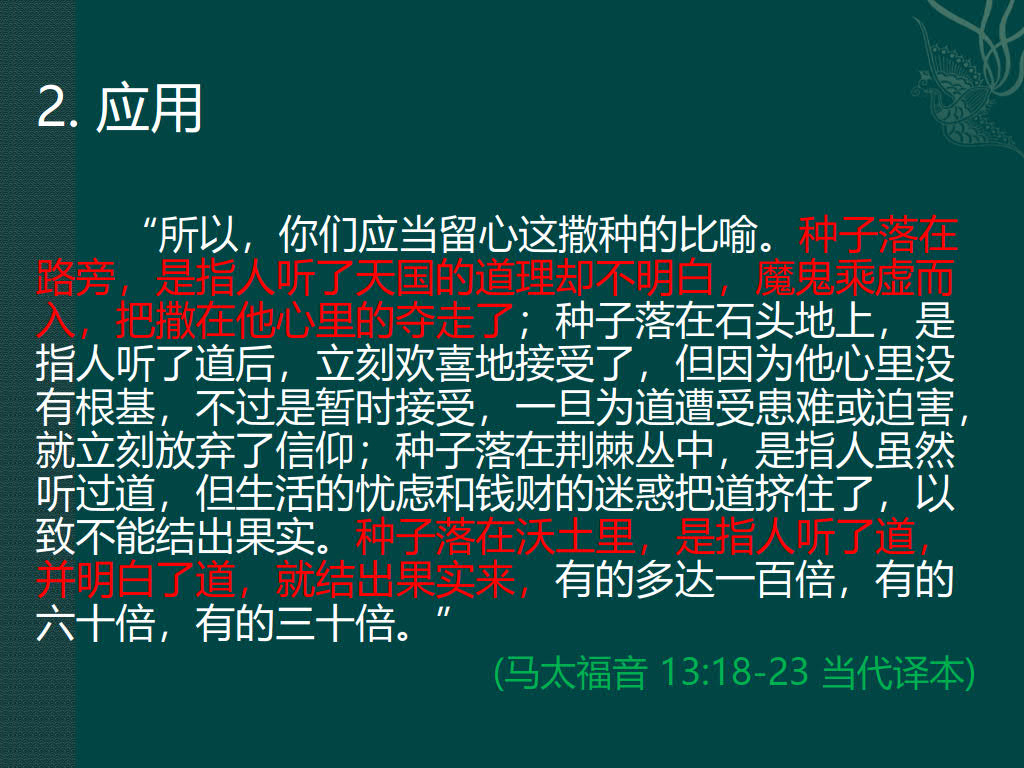 2. 应用
“所以，你们应当留心这撒种的比喻。种子落在
路旁，是指人听了天国的道理却不明白，魔鬼乘虚而
入，把撒在他心里的夺走了；种子落在石头地上，是
指人听了道后，立刻欢喜地接受了，但因为他心里没
有根基，不过是暂时接受，一旦为道遭受患难或迫害，
就立刻放弃了信仰；种子落在荆棘丛中，是指人虽然
听过道，但生活的忧虑和钱财的迷惑把道挤住了，以
致不能结出果实。种子落在沃土里，是指人听了道，
并明白了道，就结出果实来，有的多达一百倍，有的
六十倍，有的三十倍。”
(马太福音 13:18-23 当代译本)